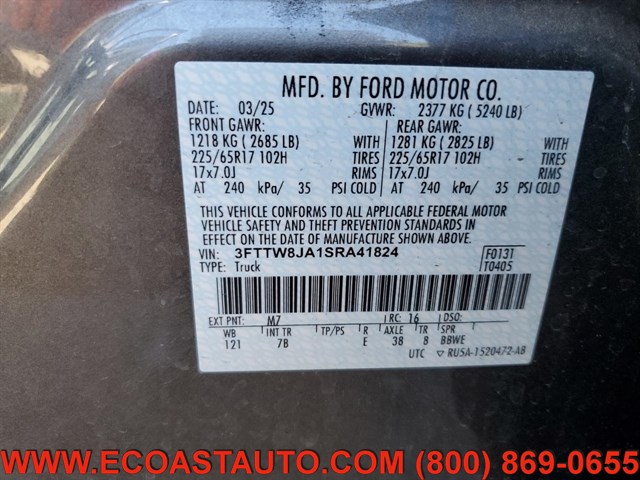 MFD. BY FORD MOTOR CO.
DATE: 03/25 GVWR: 2377 KG ( 5240 LB)
FRONT GAWR: REAR GAWR:
1218 KG ( 2685 LB) WITH 1281 KG ( 2825 LB) WITH
225/65R17 102H TIRES 225/65R17 102H TIRES
17x7.0J RIMS 17x7.0J RIMS
AT 240 kPa/ 35 PSI COLD AT 240 kPa/ 35 PSI COLD
THIS VEHICLE CONFORMS TO ALL APPLICABLE FEDERAL MOTOR
VEHICLE SAFETY AND THEFT PREVENTION STANDARDS IN
EFFECT ON THE DATE OF MANUFACTURE SHOWN ABOVE.
VIN: 3FTTW8JA1SRA41824 F0131
TYPE: Truck T0405
EXT PNT: M7 RC: 16 DSO:
WB INT TR TP/PS R AXLE TR SPR
121 7B E 38 8 BBWE
UTC ▽ RU5A-1520472-AB
WWW.ECOASTAUTO.COM (800) 869-0655